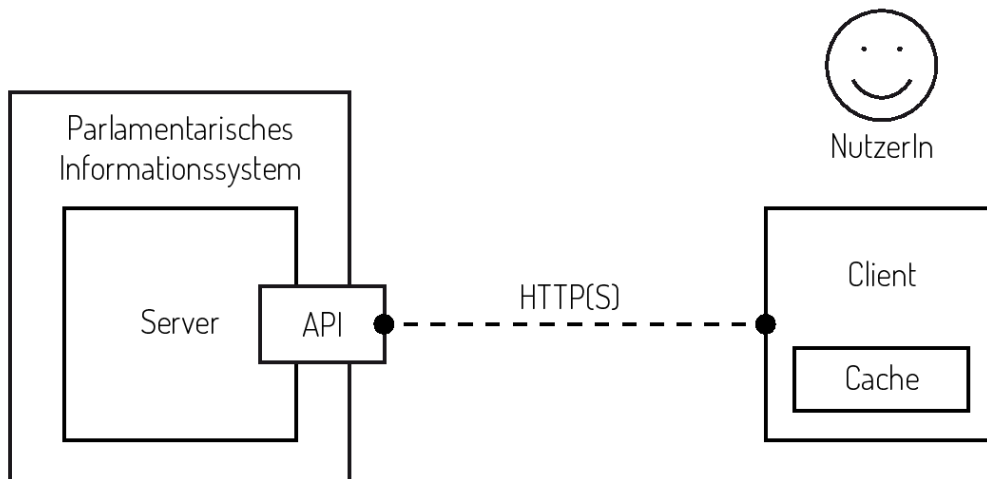 NutzerIn
Parlamentarisches
Informationssystem
Server
API
HTTP(S)
Client
Cache